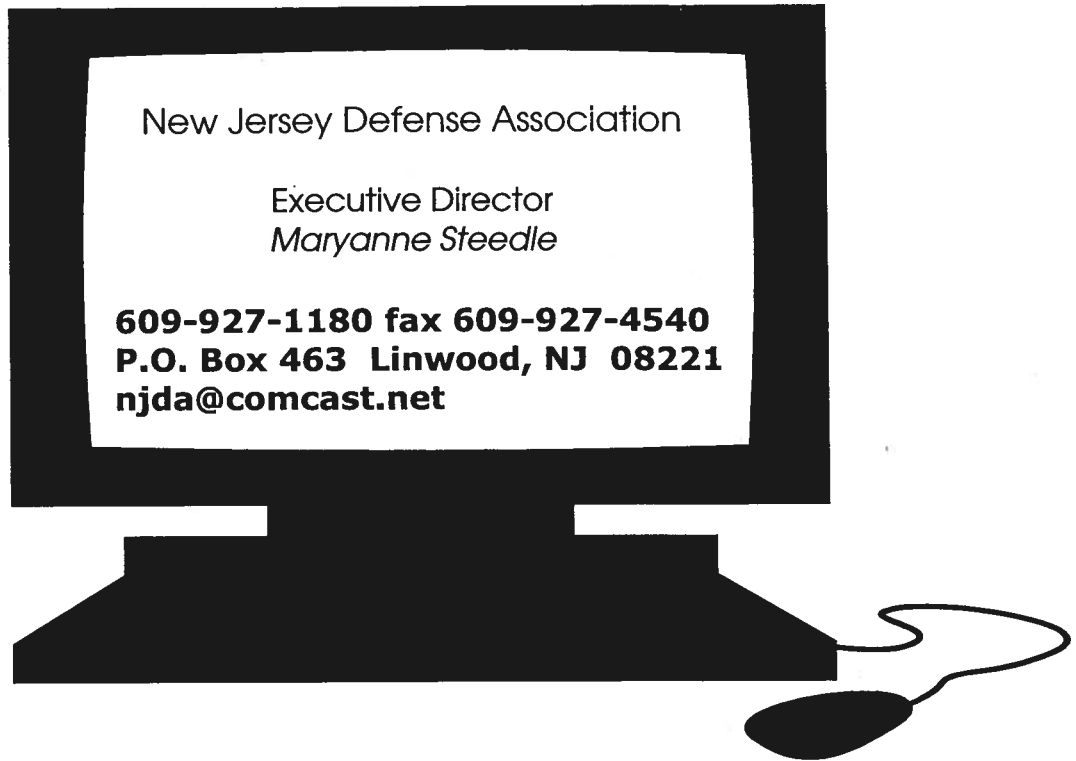 New Jersey Defense Association
Executive Director
Maryanne Steedle
609-927-1180 fax 609-927-4540
P.O. Box 463  Linwood, NJ  08221
njda@comcast.net